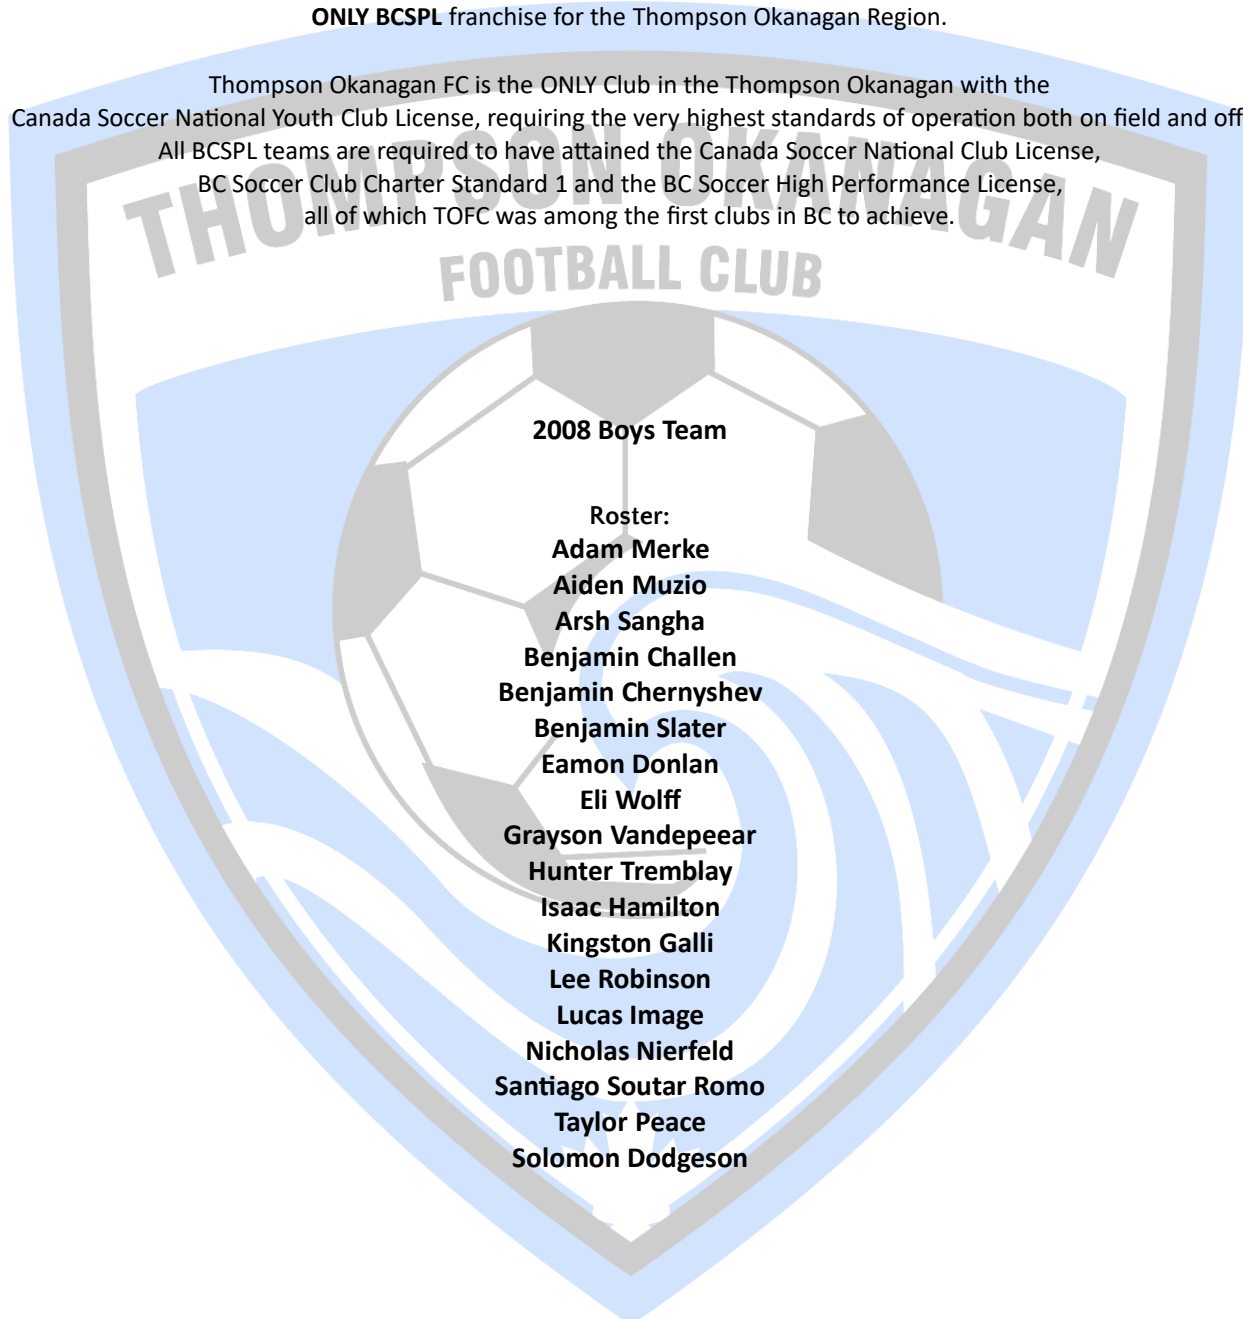 ONLY BCSPL franchise for the Thompson Okanagan Region.
Thompson Okanagan FC is the ONLY Club in the Thompson Okanagan with the
Canada Soccer National Youth Club License, requiring the very highest standards of operation both on field and off
All BCSPL teams are required to have attained the Canada Soccer National Club License,
BC Soccer Club Charter Standard 1 and the BC Soccer High Performance License,
all of which TOFC was among the first clubs in BC to achieve.
THOMPSON OKANAGAN
FOOTBALL CLUB
2008 Boys Team
Roster:
Adam Merke
Aiden Muzio
Arsh Sangha
Benjamin Challen
Benjamin Chernyshev
Benjamin Slater
Eamon Donlan
Eli Wolff
Grayson Vandepeear
Hunter Tremblay
Isaac Hamilton
Kingston Galli
Lee Robinson
Lucas Image
Nicholas Nierfeld
Santiago Soutar Romo
Taylor Peace
Solomon Dodgeson